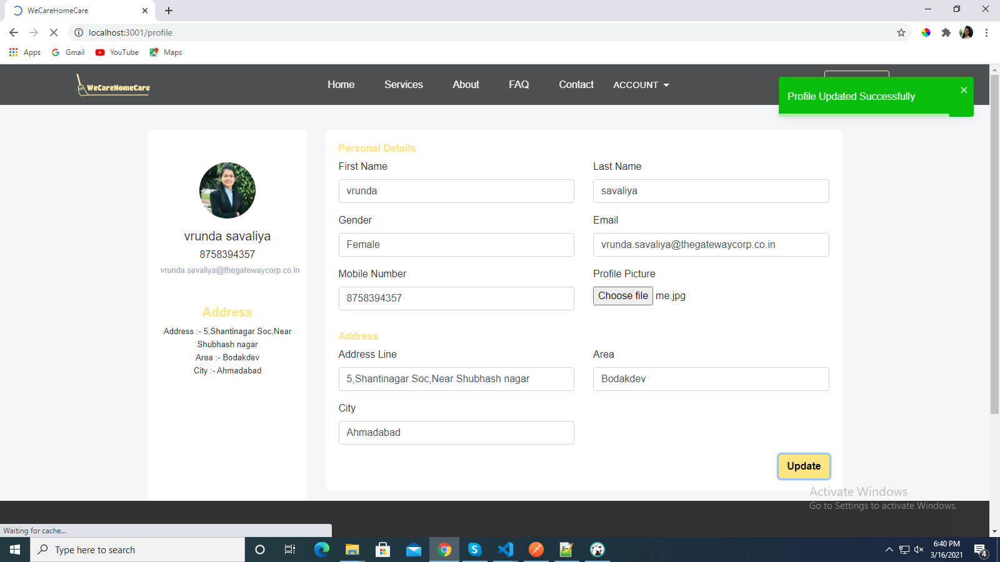 WeCareHomeCare
localhost:3001/profile
Apps Gmail YouTube Maps
WeCareHomeCare
Home Services About FAQ Contact ACCOUNT
Profile Updated Successfully
vrunda savaliya
8758394357
vrunda.savaliya@thegatewaycorp.co.in
Address
Address :- 5,Shantinagar Soc,Near
Shubhash nagar
Area :- Bodakdev
City :- Ahmadabad
Personal Details
First Name Last Name
vrunda savaliya
Gender Email
Female vrunda.savaliya@thegatewaycorp.co.in
Mobile Number Profile Picture
8758394357 Choose file me.jpg
Address
Address Line Area
5,Shantinagar Soc,Near Shubhash nagar Bodakdev
City
Ahmadabad
Update
Activate Windows
Go to Settings to activate Windows.
Waiting for cache...
Type here to search
6:40 PM
3/16/2021
4